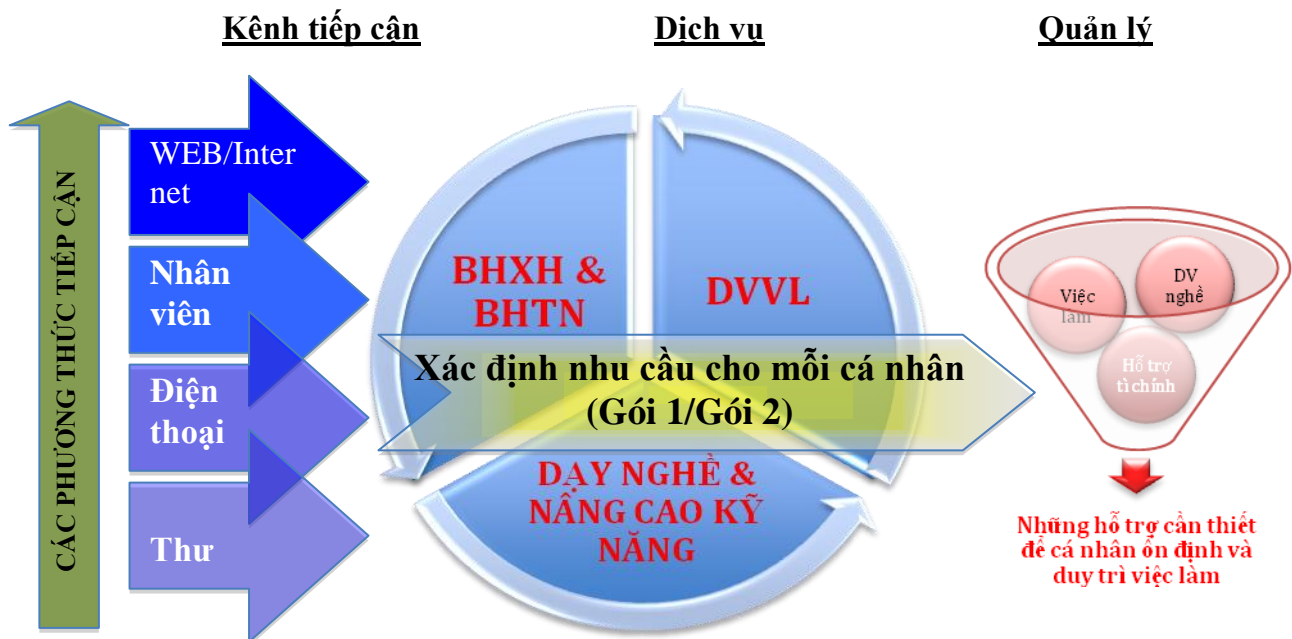 Kênh tiếp cận
Dịch vụ
Quản lý
CÁC PHƯƠNG THỨC TIẾP CẬN
WEB/Inter
net
Nhân
viên
Điện
thoại
Thư
BHXH &
BHTN
DVVL
Xác định nhu cầu cho mỗi cá nhân
(Gói 1/Gói 2)
DẠY NGHỀ &
NÂNG CAO KỸ
NĂNG
Việc
làm
DV
nghề
Hỗ trợ
tì chính
Những hỗ trợ cần thiết
để cá nhân ổn định và
duy trì việc làm